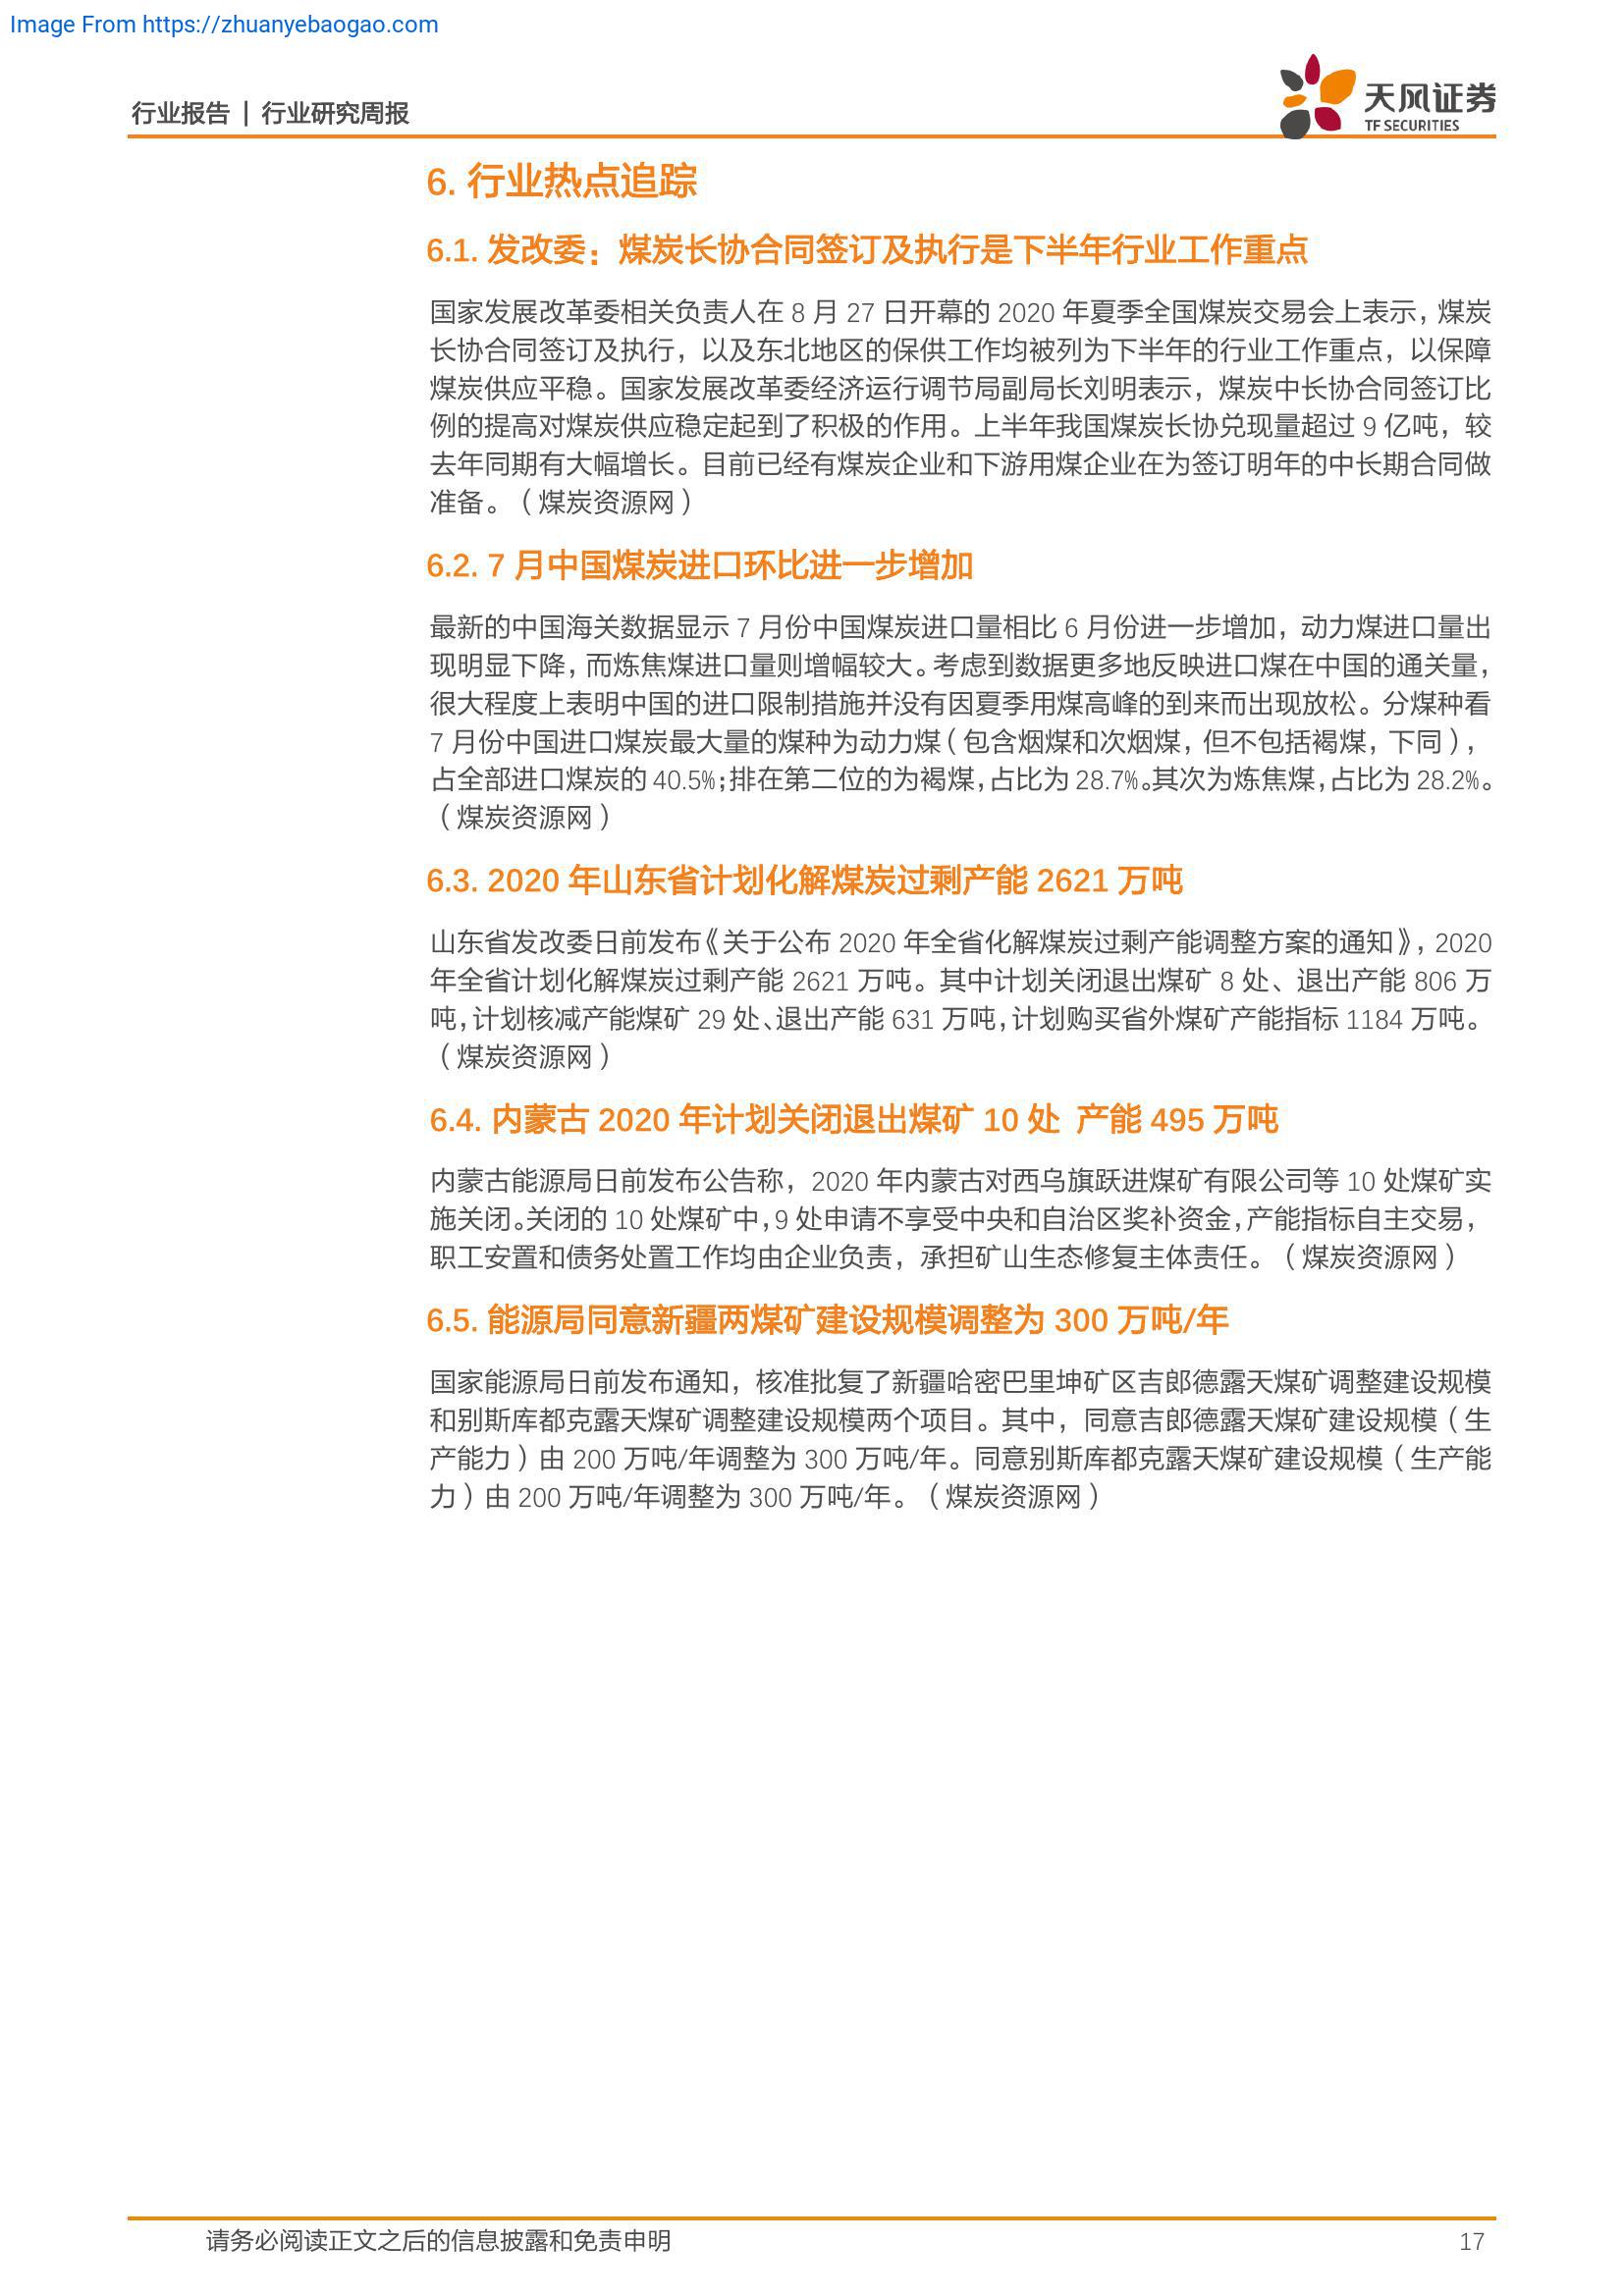 Image From https://zhuanyebaogao.com
行业报告 | 行业研究周报
天风证券
TF SECURITIES
6. 行业热点追踪
6.1. 发改委：煤炭长协合同签订及执行是下半年行业工作重点
国家发展改革委相关负责人在 8 月 27 日开幕的 2020 年夏季全国煤炭交易会上表示，煤炭
长协合同签订及执行，以及东北地区的保供工作均被列为下半年的行业工作重点，以保障
煤炭供应平稳。国家发展改革委经济运行调节局副局长刘明表示，煤炭中长协合同签订比
例的提高对煤炭供应稳定起到了积极的作用。上半年我国煤炭长协兑现量超过 9 亿吨，较
去年同期有大幅增长。目前已经有煤炭企业和下游用煤企业在为签订明年的中长期合同做
准备。（煤炭资源网）
6.2. 7 月中国煤炭进口环比进一步增加
最新的中国海关数据显示 7 月份中国煤炭进口量相比 6 月份进一步增加，动力煤进口量出
现明显下降，而炼焦煤进口量则增幅较大。考虑到数据更多地反映进口煤在中国的通关量，
很大程度上表明中国的进口限制措施并没有因夏季用煤高峰的到来而出现放松。分煤种看
7 月份中国进口煤炭最大量的煤种为动力煤（包含烟煤和次烟煤，但不包括褐煤，下同），
占全部进口煤炭的 40.5%；排在第二位的为褐煤，占比为 28.7%。其次为炼焦煤，占比为 28.2%。
（煤炭资源网）
6.3. 2020 年山东省计划化解煤炭过剩产能 2621 万吨
山东省发改委日前发布《关于公布 2020 年全省化解煤炭过剩产能调整方案的通知》，2020
年全省计划化解煤炭过剩产能 2621 万吨。其中计划关闭退出煤矿 8 处、退出产能 806 万
吨，计划核减产能煤矿 29 处、退出产能 631 万吨，计划购买省外煤矿产能指标 1184 万吨。
（煤炭资源网）
6.4. 内蒙古 2020 年计划关闭退出煤矿 10 处 产能 495 万吨
内蒙古能源局日前发布公告称，2020 年内蒙古对西乌旗跃进煤矿有限公司等 10 处煤矿实
施关闭。关闭的 10 处煤矿中，9 处申请不享受中央和自治区奖补资金，产能指标自主交易，
职工安置和债务处置工作均由企业负责，承担矿山生态修复主体责任。（煤炭资源网）
6.5. 能源局同意新疆两煤矿建设规模调整为 300 万吨/年
国家能源局日前发布通知，核准批复了新疆哈密巴里坤矿区吉郎德露天煤矿调整建设规模
和别斯库都克露天煤矿调整建设规模两个项目。其中，同意吉郎德露天煤矿建设规模（生
产能力）由 200 万吨/年调整为 300 万吨/年。同意别斯库都克露天煤矿建设规模（生产能
力）由 200 万吨/年调整为 300 万吨/年。（煤炭资源网）
请务必阅读正文之后的信息披露和免责申明
17